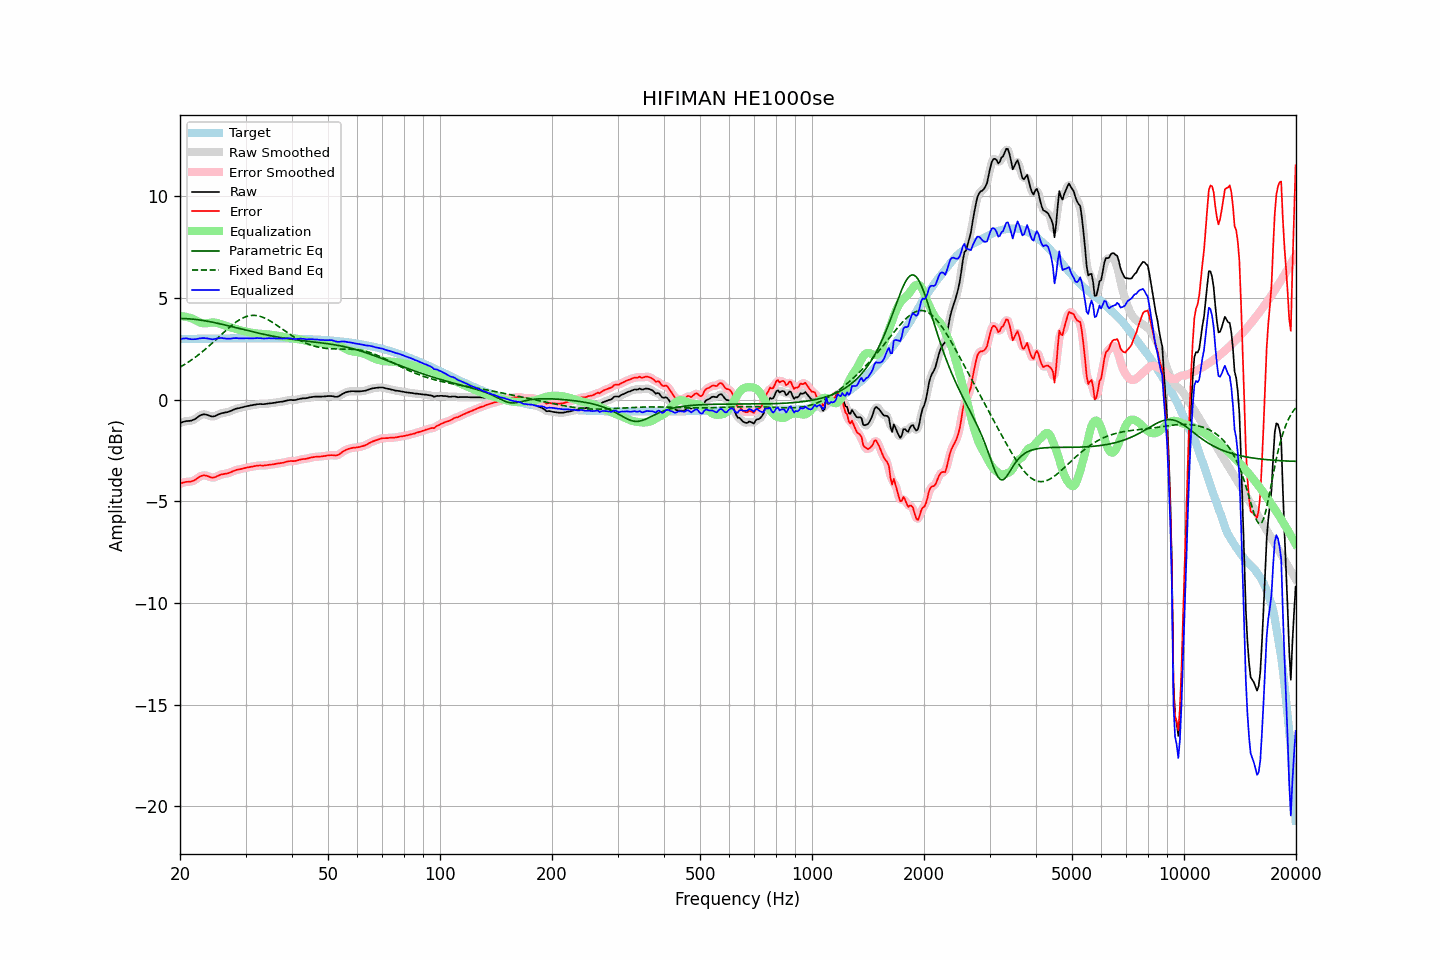 HIFIMAN HE1000se
Target
Raw Smoothed
Error Smoothed
Raw
Error
Equalization
Parametric Eq
Fixed Band Eq
Equalized
Amplitude (dBr)
10
5
0
−5
−10
−15
−20
20
50
100
200
500
1000
2000
5000
10000
20000
Frequency (Hz)